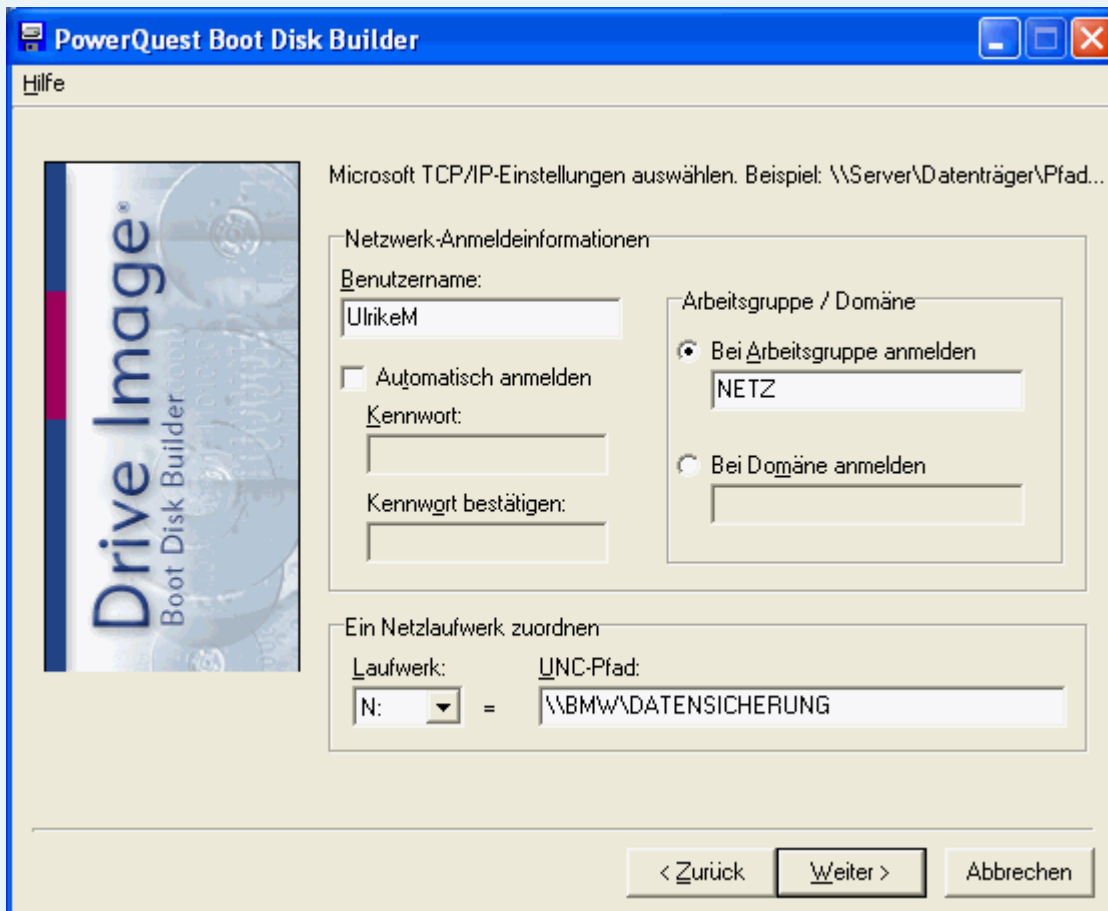 PowerQuest Boot Disk Builder
Hilfe
Drive Image®
Boot Disk Builder
Microsoft TCP/IP-Einstellungen auswählen. Beispiel: \\Server\Datenträger\Pfad...
Netzwerk-Anmeldeinformationen
Benutzername:
UlrikeM
Automatisch anmelden
Kennwort:
Kennwort bestätigen:
Arbeitsgruppe / Domäne
Bei Arbeitsgruppe anmelden
NETZ
Bei Domäne anmelden
Ein Netzlaufwerk zuordnen
Laufwerk: UNC-Pfad:
N: = \\BMW\DATENSICHERUNG
< Zurück Weiter > Abbrechen